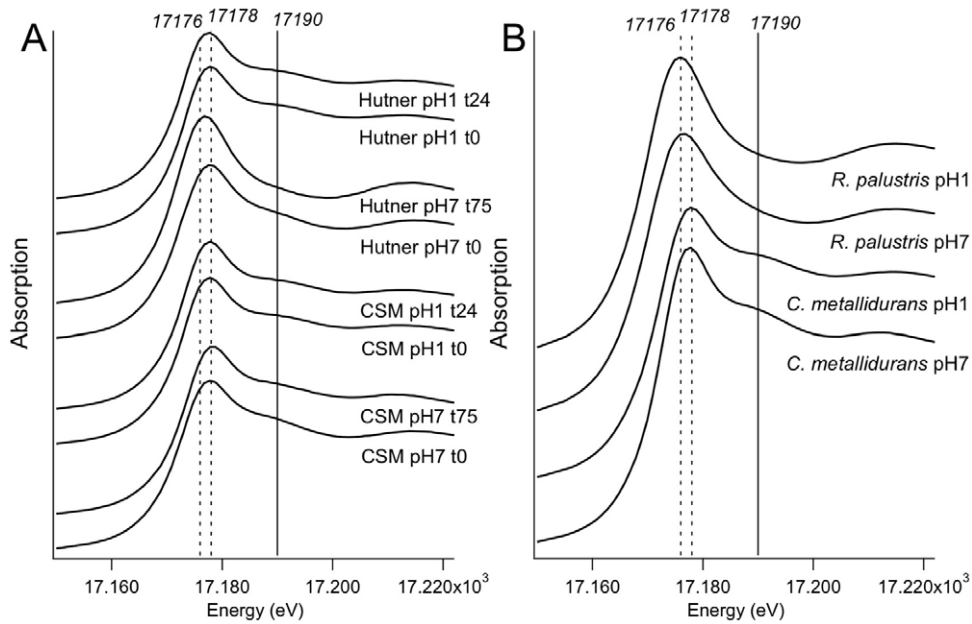 A
17176
17178
17190
Hutner pH1 t24
Hutner pH1 t0
Hutner pH7 t75
Hutner pH7 t0
CSM pH1 t24
CSM pH1 t0
CSM pH7 t75
CSM pH7 t0
Absorption
17.160
17.180
17.200
17.220x10³
Energy (eV)
B
17176
17178
17190
R. palustris pH1
R. palustris pH7
C. metallidurans pH1
C. metallidurans pH7
Absorption
17.160
17.180
17.200
17.220x10³
Energy (eV)